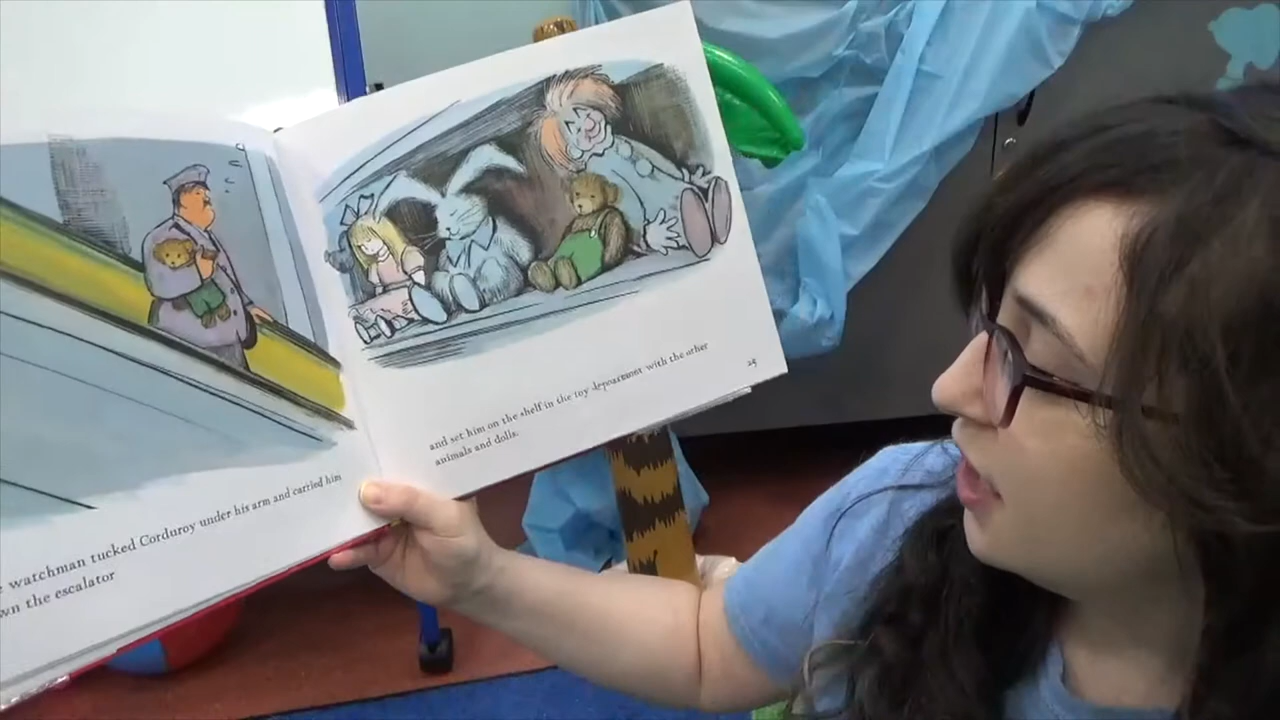 watchman tucked Corduroy under his arm and carried him
the escalator
and set him on the shelf in the toy department with the other
animals and dolls.
25